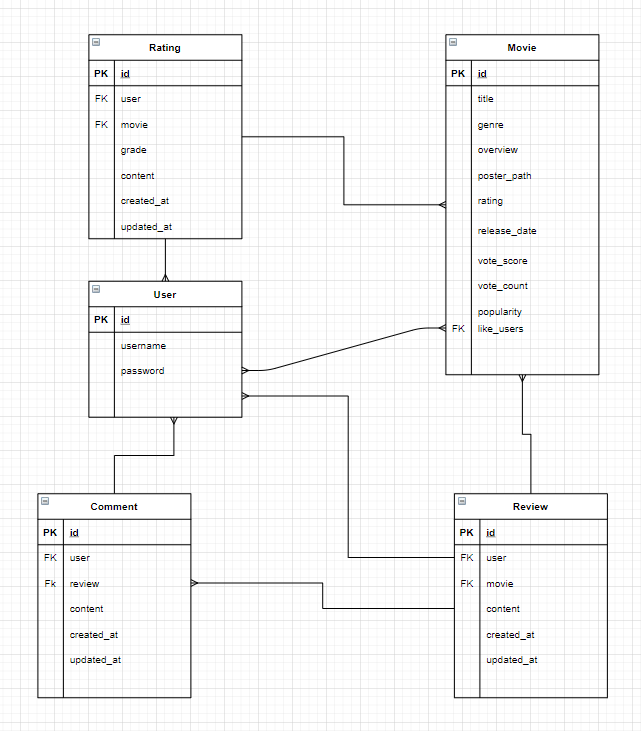 Rating
PK id
FK user
FK movie
grade
content
created_at
updated_at
Movie
PK id
title
genre
overview
poster_path
rating
release_date
vote_score
vote_count
popularity
FK like_users
User
PK id
username
password
Comment
PK id
FK user
Fk review
content
created_at
updated_at
Review
PK id
FK user
FK movie
content
created_at
updated_at